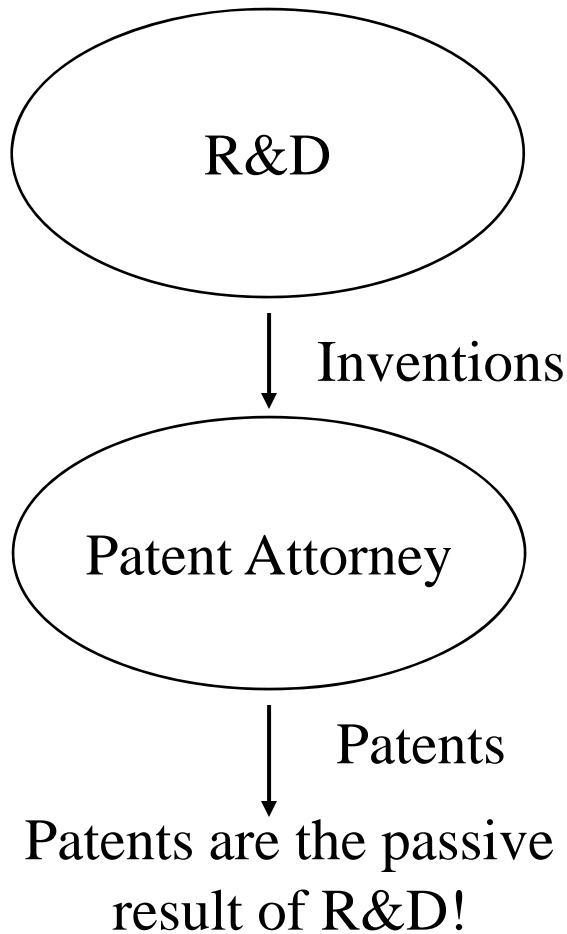 R&D
Inventions
Patent Attorney
Patents
Patents are the passive
result of R&D!